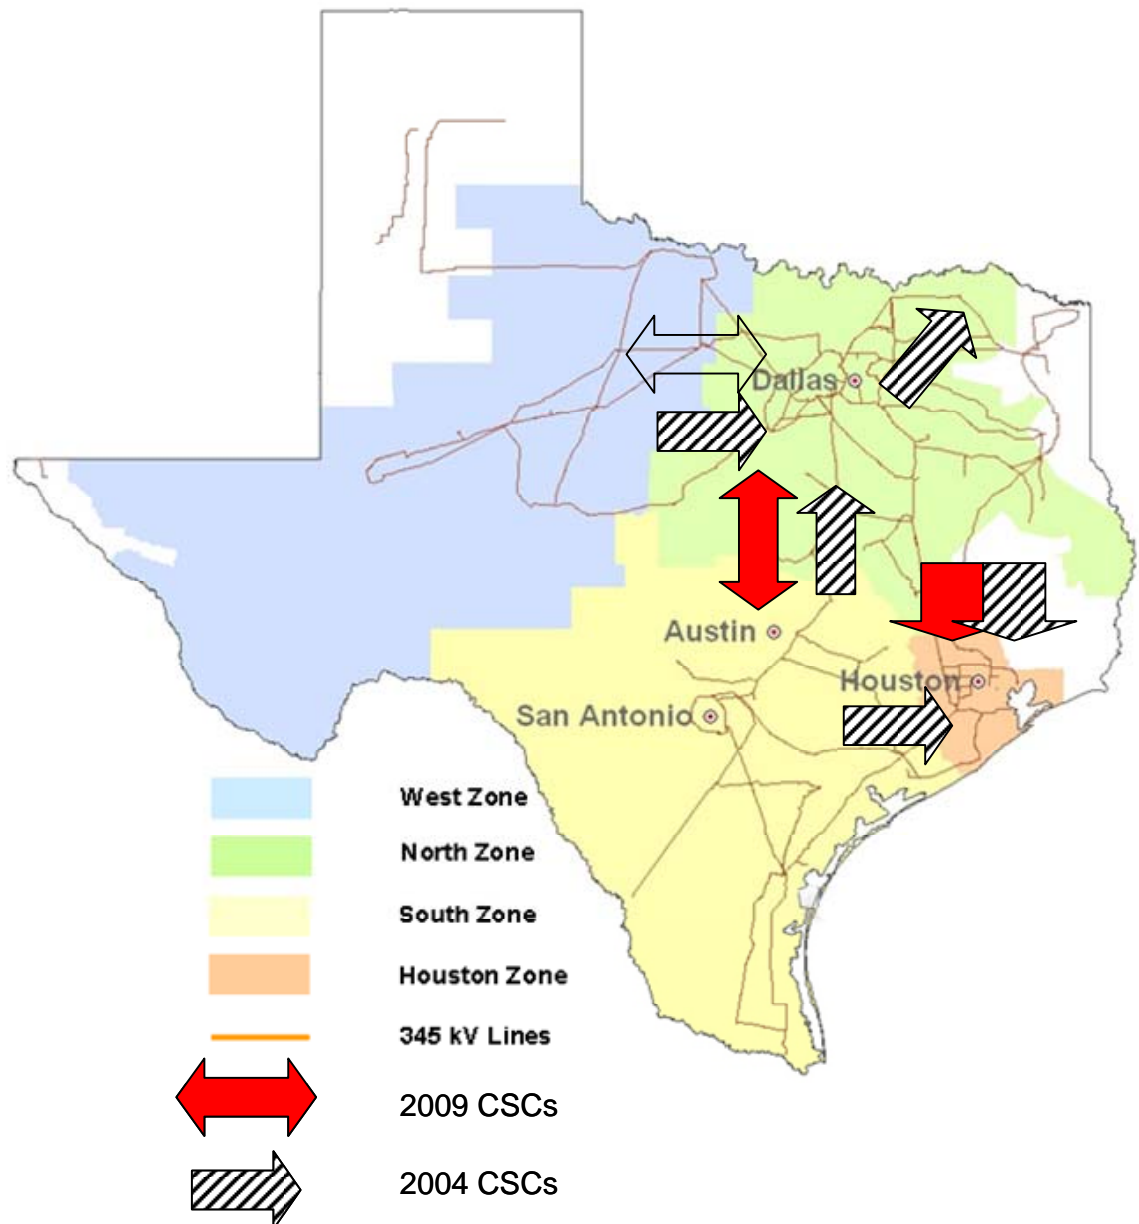 Dallas
Austin
Houston
San Antonio
West Zone
North Zone
South Zone
Houston Zone
345 kV Lines
2009 CSCs
2004 CSCs